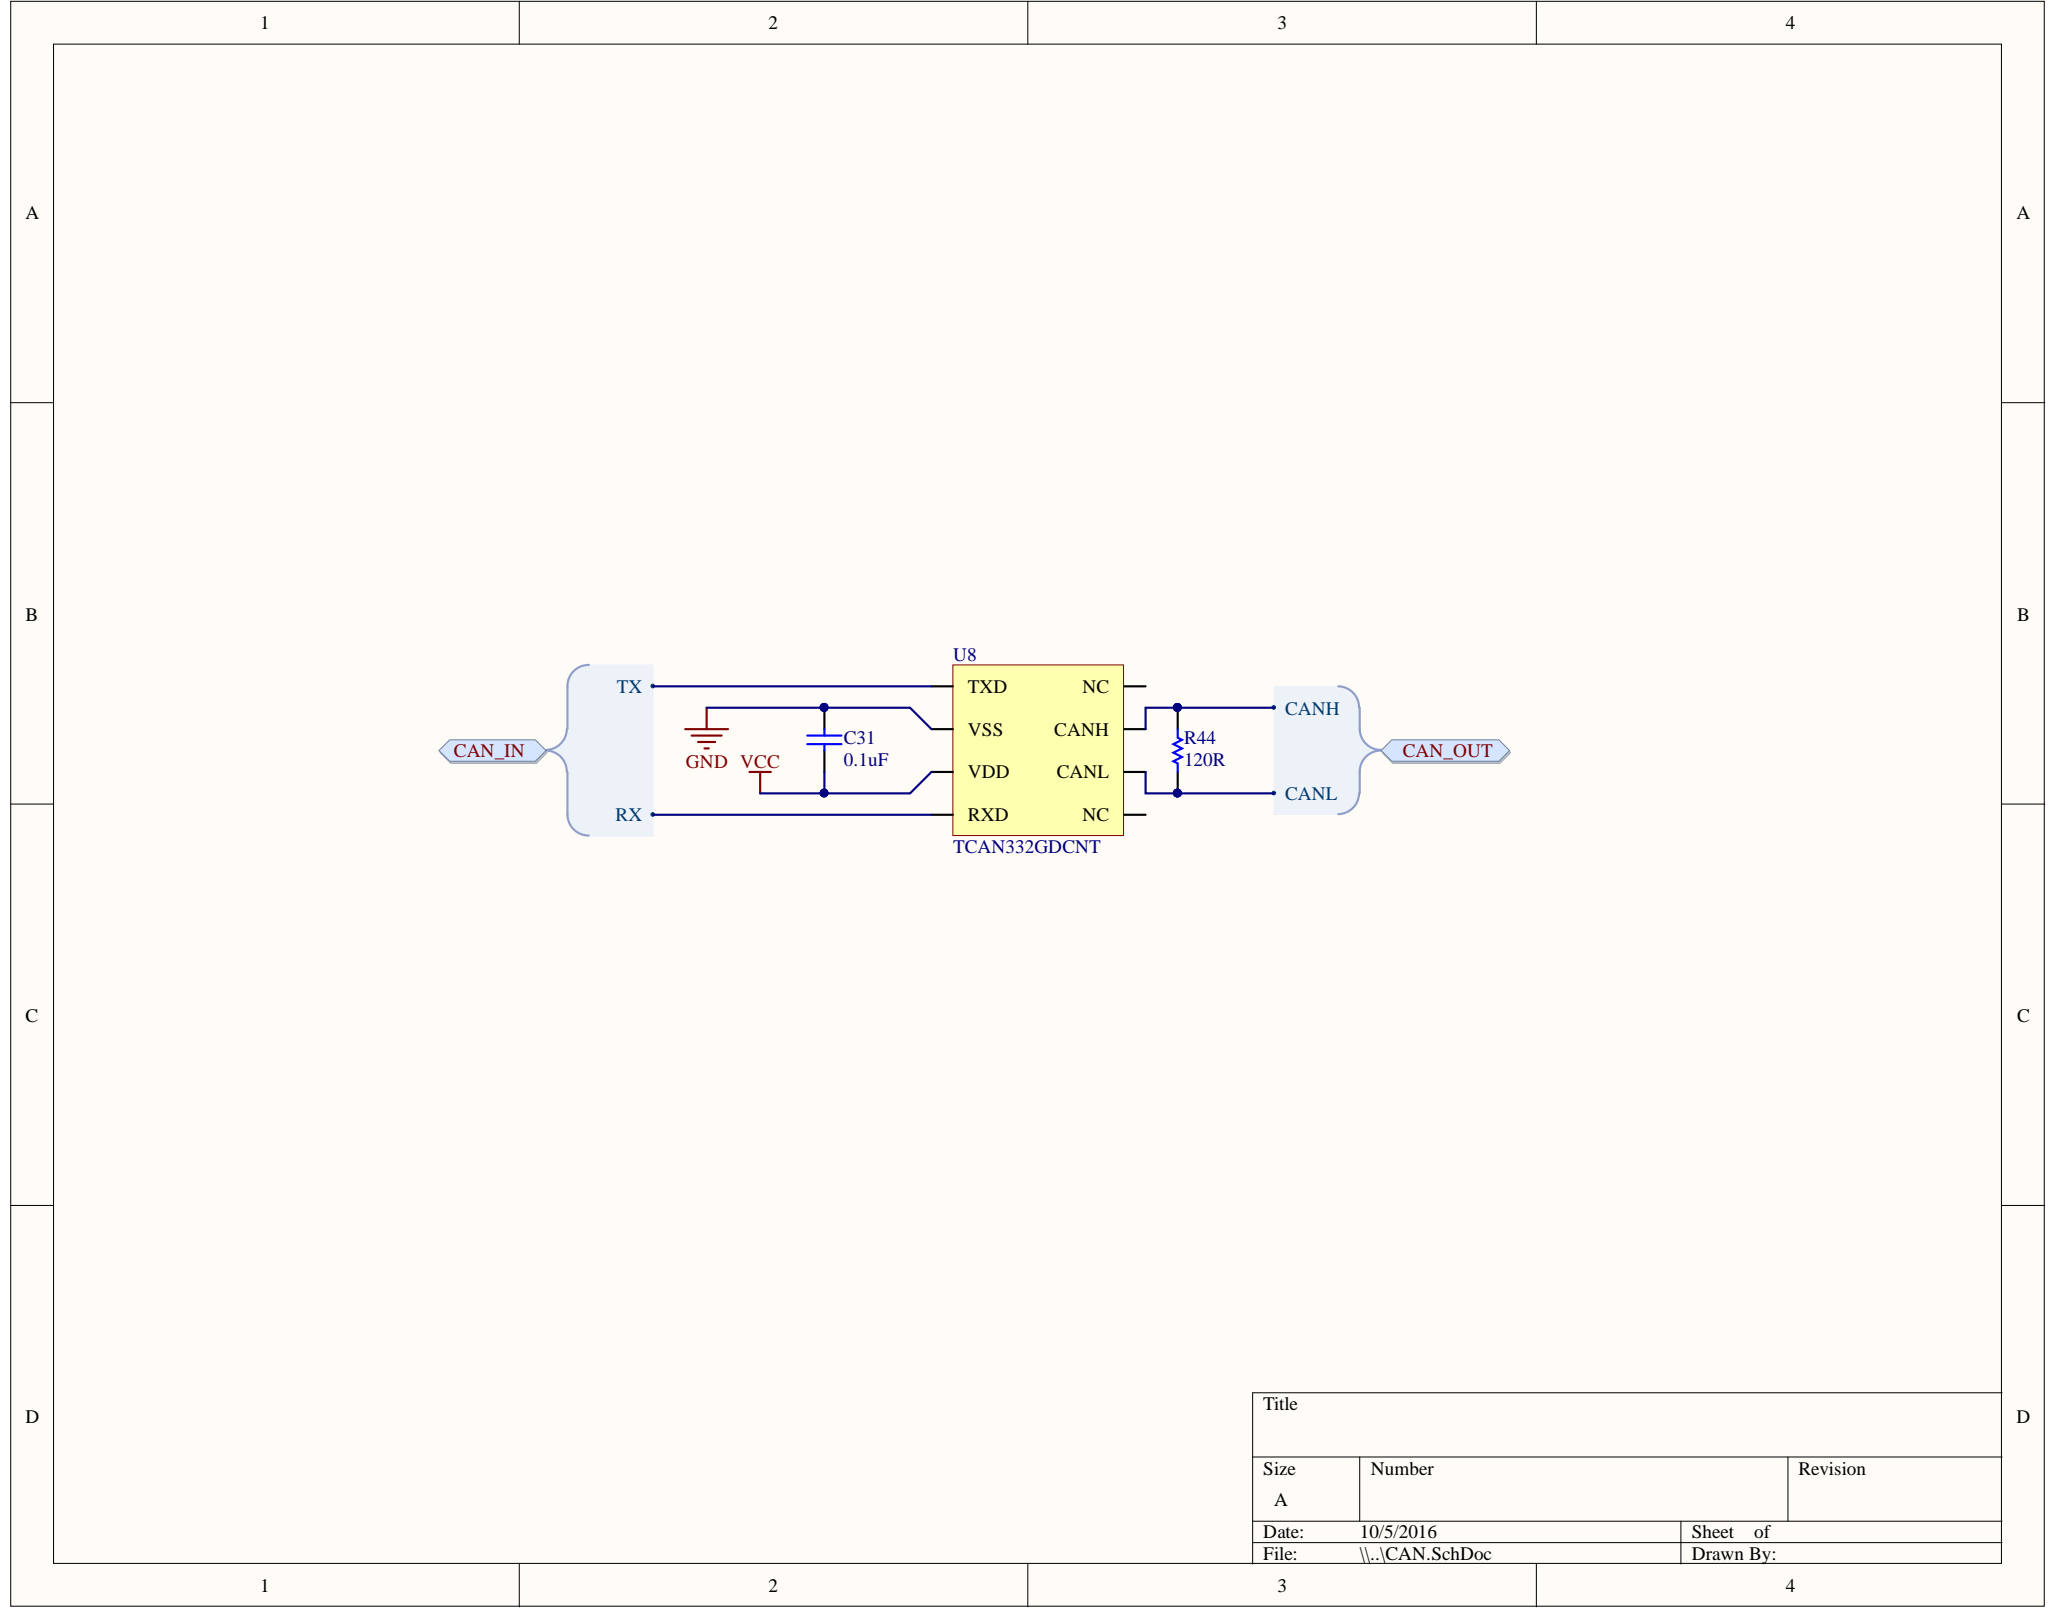 1 2 3 4
A A
B B
U8
TX TXD NC CANH
VSS CANH
C31 R44
CAN_IN CAN_OUT
GND VCC 0.1uF 120R
VDD CANL
CANL
RX RXD NC
TCAN332GDCNT
C C
Title
D D
Size Number Revision
A
Date: 10/5/2016 Sheet of
File: \\..\CAN.SchDoc Drawn By:
1 2 3 4